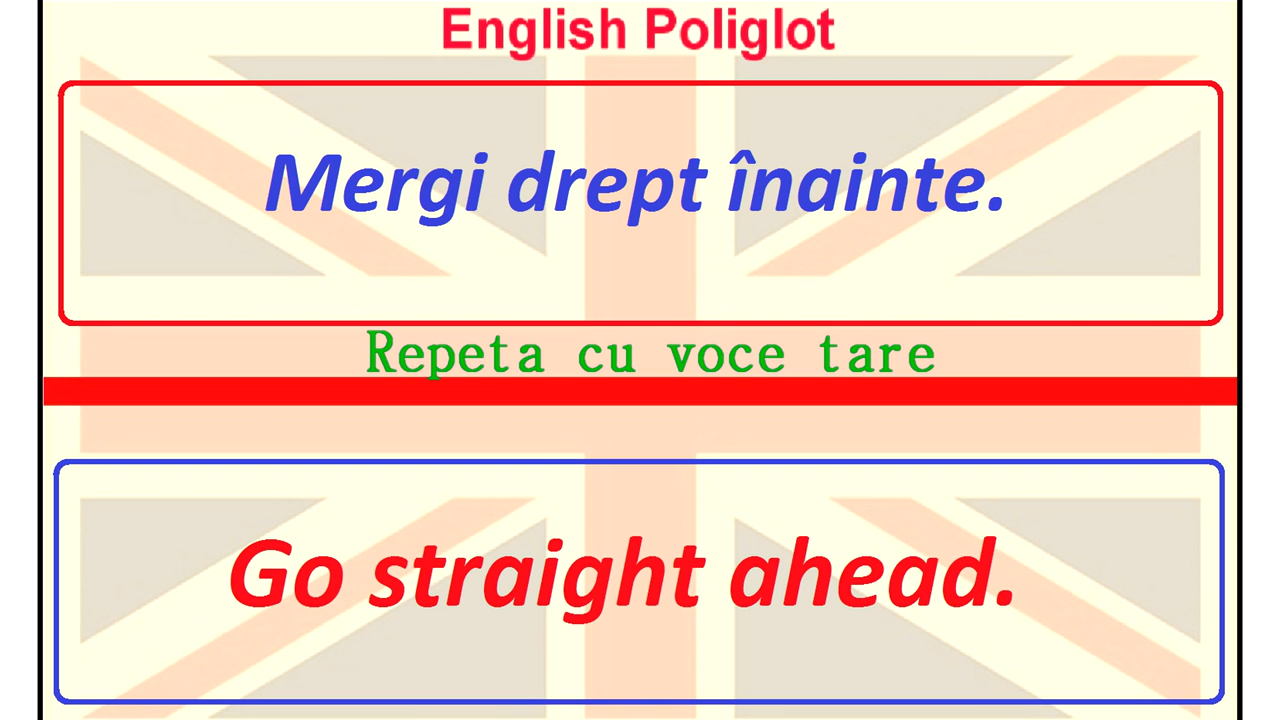 English Poliglot
Mergi drept înainte.
Repeta cu voce tare
Go straight ahead.